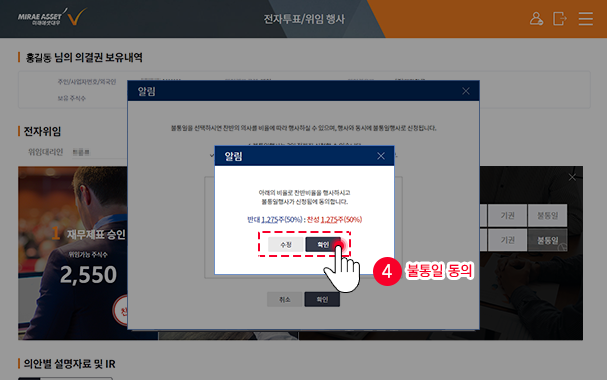 MIRAE ASSET
미래에셋대우
전자투표/위임 행사
홍길동 님의 의결권 보유내역
주민/사업자번호/외국인
보유 주식수
알림
불통일을 선택하시면 찬반의 의사를 비율에 따라 행사하실 수 있으며, 행사와 동시에 불통일행사로 신청됩니다.
전자위임
위임대리인
알림
아래의 비율로 찬반비율을 행사하시고
불통일행사가 신청됨에 동의합니다.
반대 1,275주(50%) : 찬성 1,275주(50%)
수정
확인
1 재무제표 승인
위임가능 주식수
2,550
찬
기권
불통일
기권
불통일
4 불통일 동의
취소
확인
의안별 설명자료 및 IR